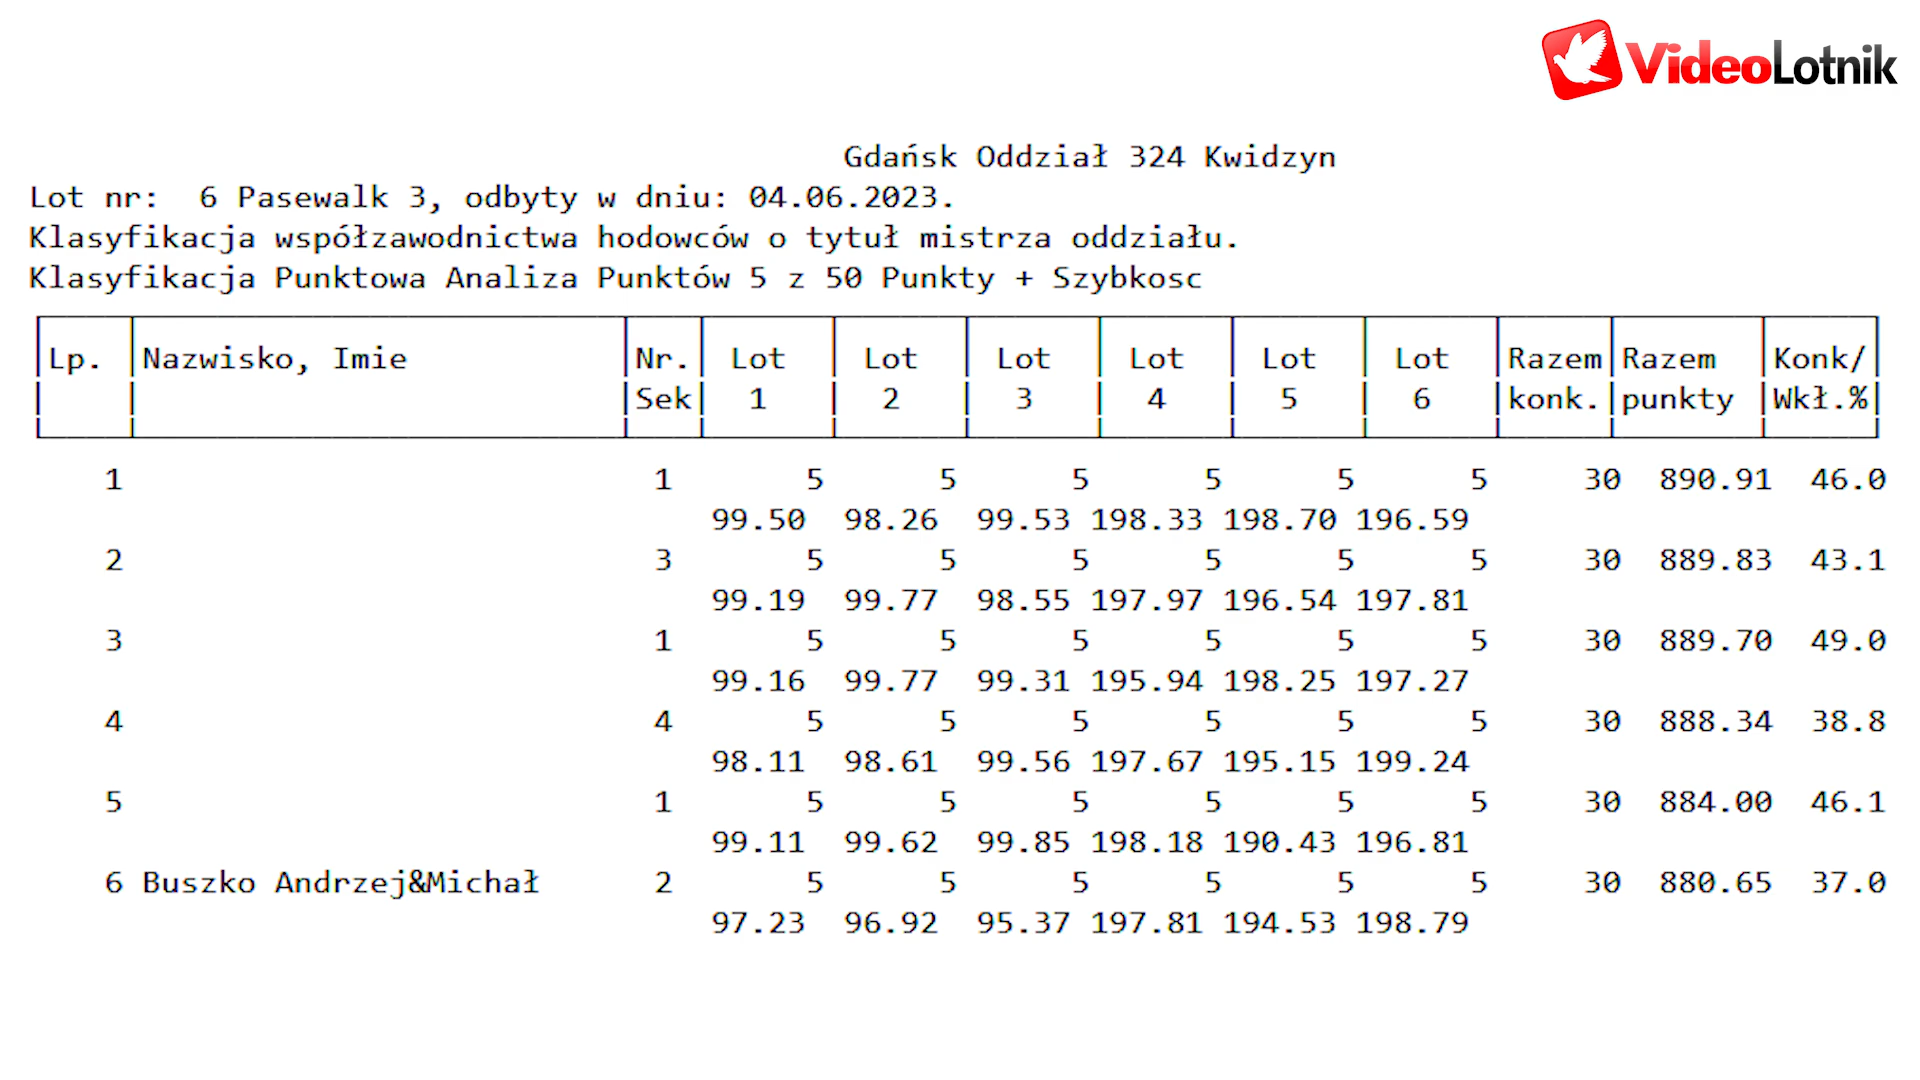 VideoLotnik
Gdańsk Oddział 324 Kwidzyn
Lot nr: 6 Pasewalk 3, odbyty w dniu: 04.06.2023.
Klasyfikacja współzawodnictwa hodowców o tytuł mistrza oddziału.
Klasyfikacja Punktowa Analiza Punktów 5 z 50 Punkty + Szybkosc
Lp. Nazwisko, Imie Nr. Lot Lot Lot Lot Lot Lot Razem Razem Konk/
Sek 1 2 3 4 5 6 konk. punkty Wkł.%
1 1 5 5 5 5 5 5 30 890.91 46.0
99.50 98.26 99.53 198.33 198.70 196.59
2 3 5 5 5 5 5 5 30 889.83 43.1
99.19 99.77 98.55 197.97 196.54 197.81
3 1 5 5 5 5 5 5 30 889.70 49.0
99.16 99.77 99.31 195.94 198.25 197.27
4 4 5 5 5 5 5 5 30 888.34 38.8
98.11 98.61 99.56 197.67 195.15 199.24
5 1 5 5 5 5 5 5 30 884.00 46.1
99.11 99.62 99.85 198.18 190.43 196.81
6 Buszko Andrzej&Michał 2 5 5 5 5 5 5 30 880.65 37.0
97.23 96.92 95.37 197.81 194.53 198.79